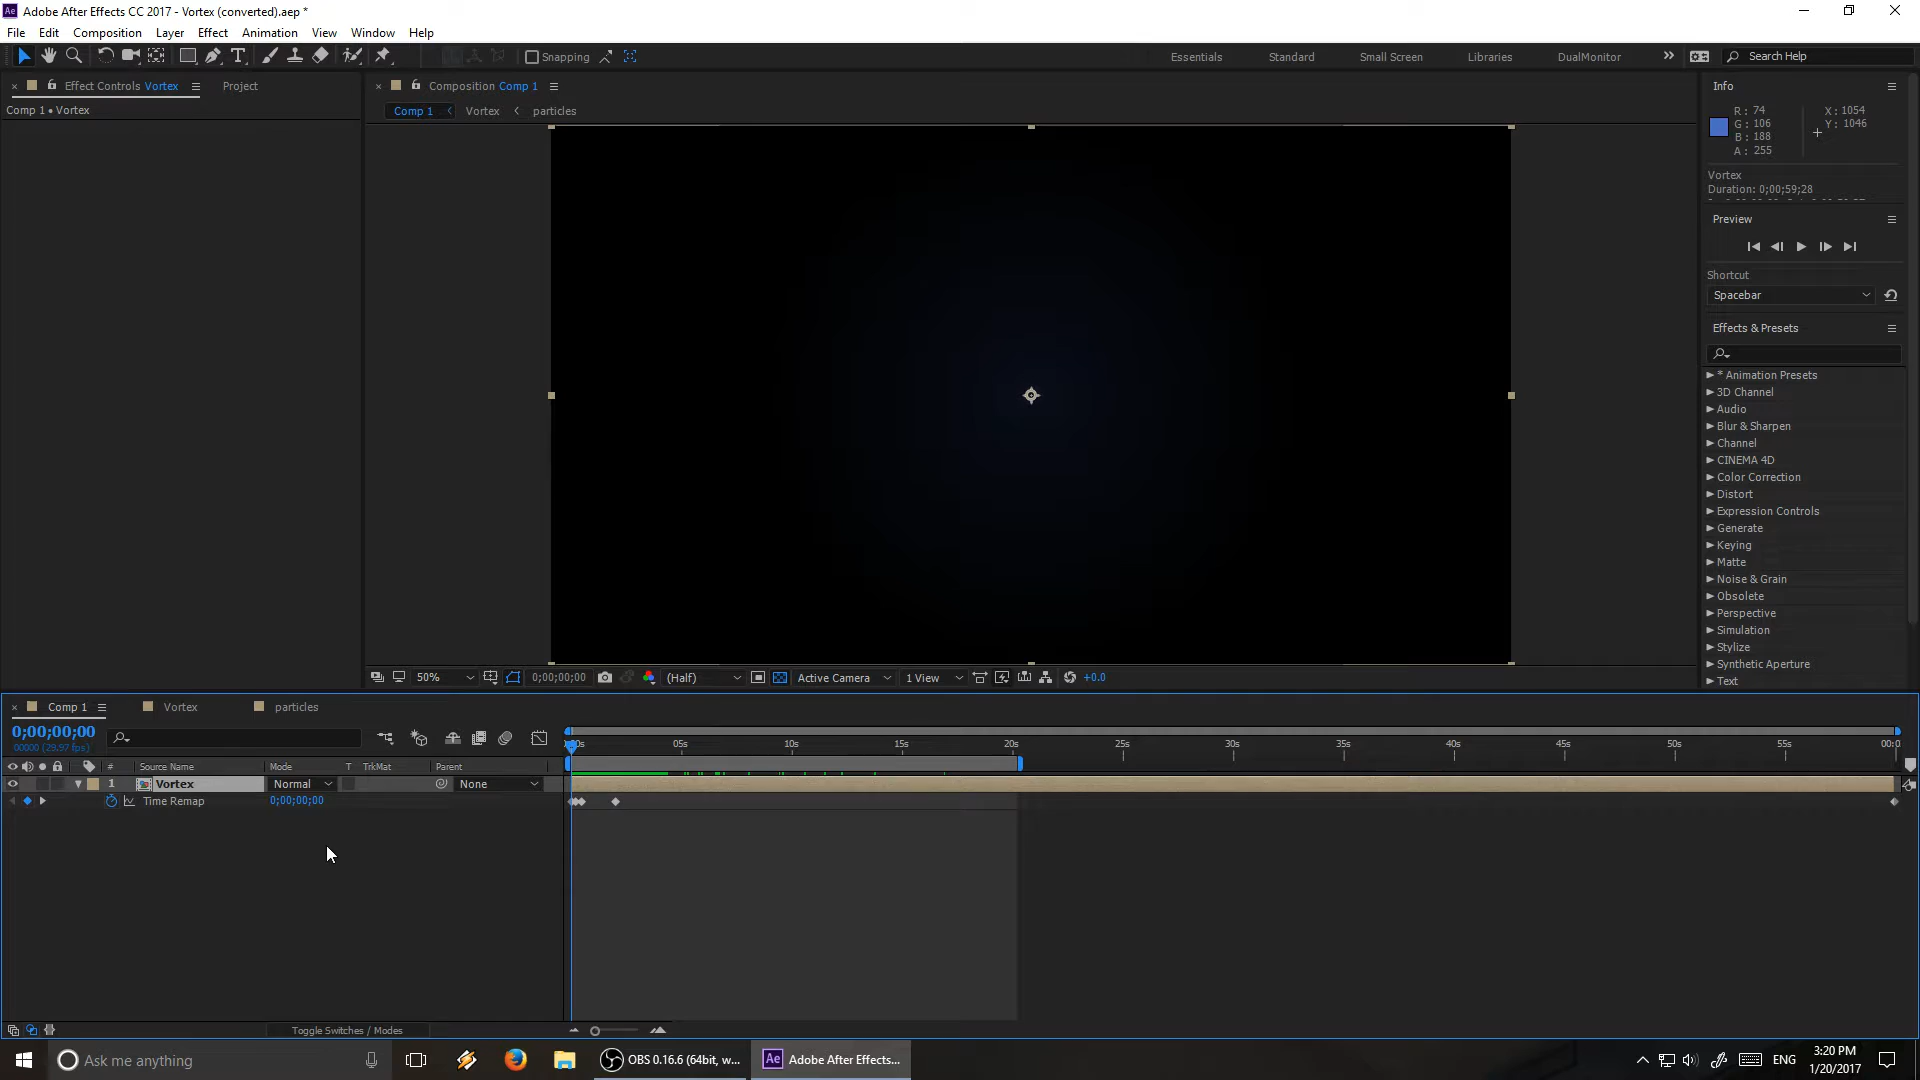 Adobe After Effects CC 2017 - Vortex (converted).aep *
File Edit Composition Layer Effect Animation View Window Help
Snapping Essentials Standard Small Screen Libraries DualMonitor Search Help
Effect Controls Vortex Project
Comp 1 • Vortex
Composition Comp 1
Comp 1 Vortex particles
Info
R : 74
G : 106
B : 188
A : 255
X : 1054
Y : 1046
Vortex
Duration: 0;00;59;28
Preview
Shortcut
Spacebar
Effects & Presets
* Animation Presets
3D Channel
Audio
Blur & Sharpen
Channel
CINEMA 4D
Color Correction
Distort
Expression Controls
Generate
Keying
Matte
Noise & Grain
Obsolete
Perspective
Simulation
Stylize
Synthetic Aperture
Text
50% 0;00;00;00 (Half) Active Camera 1 View +0.0
Comp 1 Vortex particles
0;00;00;00
00000 (29.97 fps)
05s 10s 15s 20s 25s 30s 35s 40s 45s 50s 55s 00:0
# Source Name Mode T TrkMat Parent
1 Vortex Normal None
Time Remap 0;00;00;00
Toggle Switches / Modes
Ask me anything OBS 0.16.6 (64bit, w... Ae Adobe After Effects... ENG
3:20 PM
1/20/2017